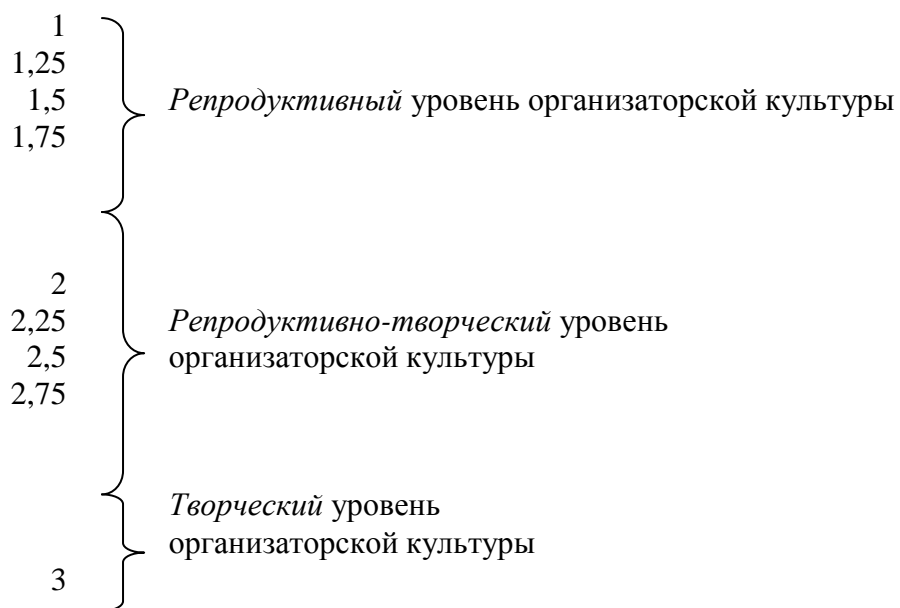 1
1,25
1,5 Репродуктивный уровень организаторской культуры
1,75
2
2,25 Репродуктивно-творческий уровень
2,5 организаторской культуры
2,75
Творческий уровень
организаторской культуры
3